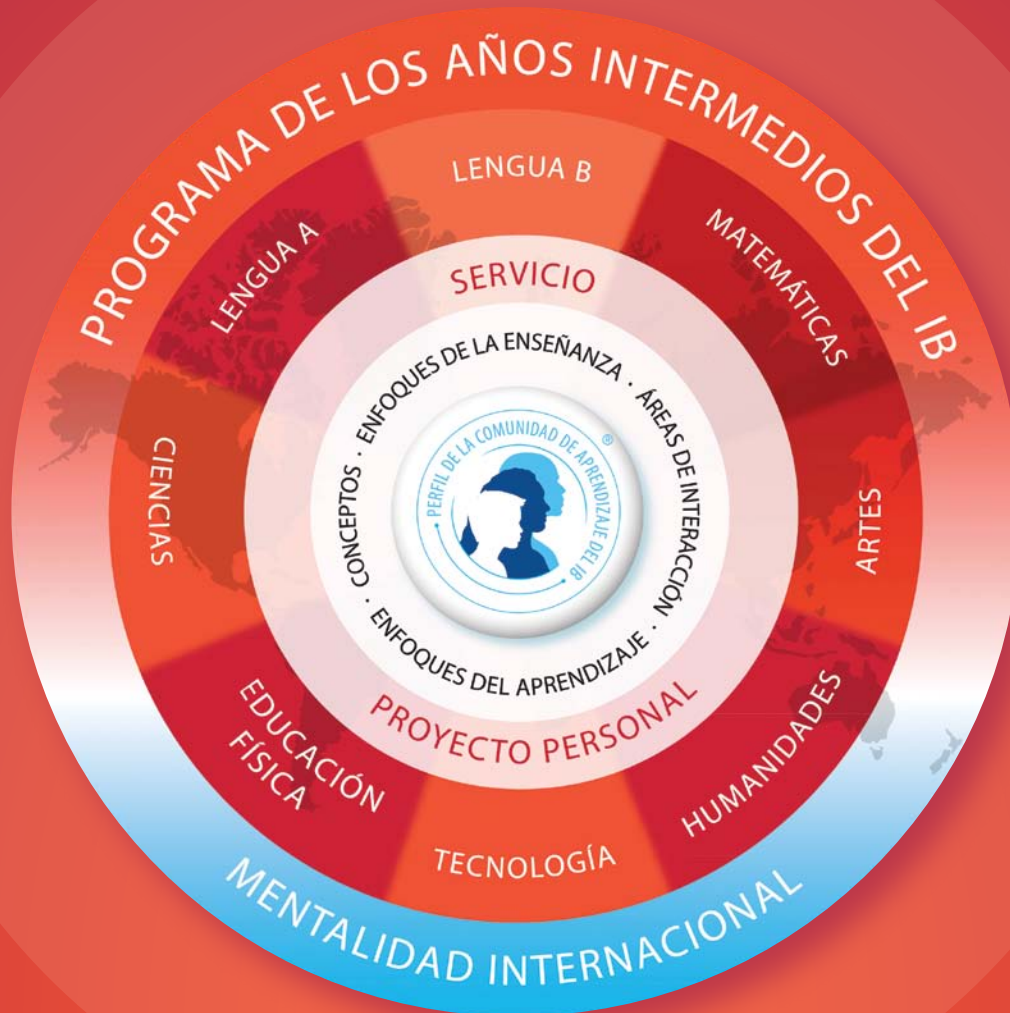 PROGRAMA DE LOS AÑOS INTERMEDIOS DEL IB
LENGUA B
MATEMÁTICAS
ARTES
HUMANIDADES
TECNOLOGÍA
EDUCACIÓN
FÍSICA
CIENCIAS
LENGUA A
SERVICIO
PROYECTO PERSONAL
CONCEPTOS · ENFOQUES DE LA ENSEÑANZA · ÁREAS DE INTERACCIÓN ·
ENFOQUES DEL APRENDIZAJE ·
PERFIL DE LA COMUNIDAD DE APRENDIZAJE DEL IB
®
MENTALIDAD INTERNACIONAL